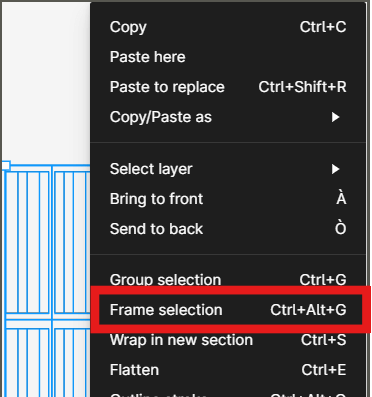 Copy Ctrl+C
Paste here
Paste to replace Ctrl+Shift+R
Copy/Paste as
Select layer
Bring to front À
Send to back Ò
Group selection Ctrl+G
Frame selection Ctrl+Alt+G
Wrap in new section Ctrl+S
Flatten Ctrl+E